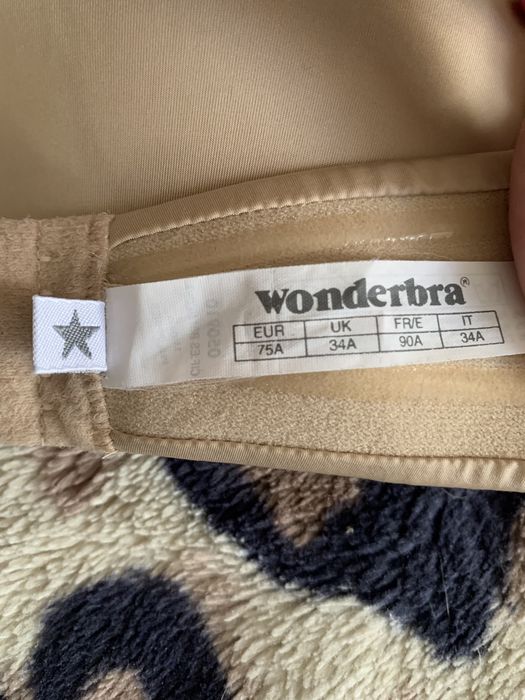 Wonderbra®
EUR UK FR/E IT
75A 34A 90A 34A